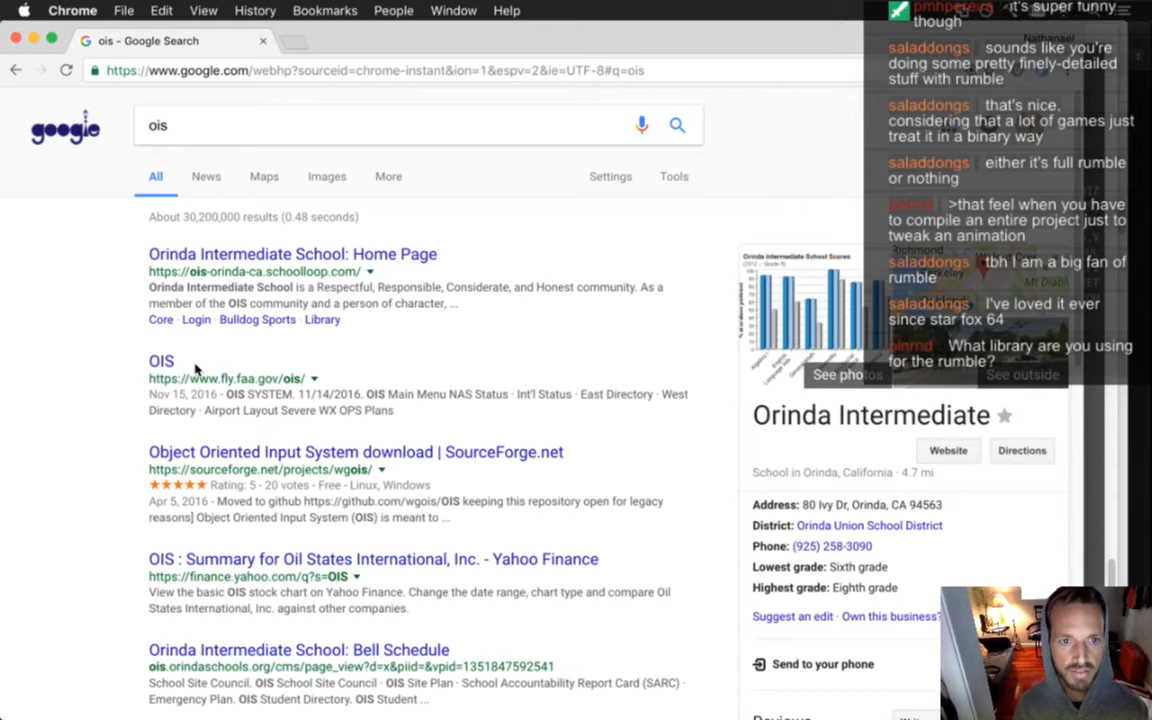 Chrome File Edit View History Bookmarks People Window Help
ois - Google Search
Nathanael
https://www.google.com/webhp?sourceid=chrome-instant&ion=1&espv=2&ie=UTF-8#q=ois
google
ois
All News Maps Images More Settings Tools
About 30,200,000 results (0.48 seconds)
Orinda Intermediate School: Home Page
https://ois-orinda-ca.schoolloop.com/
Orinda Intermediate School is a Respectful, Responsible, Considerate, and Honest community. As a
member of the OIS community and a person of character, ...
Core · Login · Bulldog Sports · Library
OIS
https://www.fly.faa.gov/ois/
Nov 15, 2016 - OIS SYSTEM. 11/14/2016. OIS Main Menu NAS Status · Int'l Status · East Directory · West
Directory · Airport Layout Severe WX OPS Plans
Object Oriented Input System download | SourceForge.net
https://sourceforge.net/projects/wgois/
Rating: 5 - 20 votes - Free - Linux, Windows
Apr 5, 2016 - Moved to github https://github.com/wgois/OIS keeping this repository open for legacy
reasons] Object Oriented Input System (OIS) is meant to ...
OIS : Summary for Oil States International, Inc. - Yahoo Finance
https://finance.yahoo.com/q?s=OIS
View the basic OIS stock chart on Yahoo Finance. Change the date range, chart type and compare Oil
States International, Inc. against other companies.
Orinda Intermediate School: Bell Schedule
ois.orindaschools.org/cms/page_view?d=x&piid=&vpid=1351847592541
School Site Council. OIS School Site Council · OIS Site Plan · School Accountability Report Card (SARC) ·
Emergency Plan. OIS Student Directory. OIS Student ...
pmhpereira it's super funny
though
saladdongs sounds like you're
doing some pretty finely-detailed
stuff with rumble
saladdongs that's nice,
considering that a lot of games just
treat it in a binary way
saladdongs either it's full rumble
or nothing
>that feel when you have
to compile an entire project just to
tweak an animation
saladdongs tbh I am a big fan of
rumble
saladdongs I've loved it ever
since star fox 64
What library are you using
for the rumble?
Orinda Intermediate School Scores
Richmond
Mt Diablo
See photos
See outside
Orinda Intermediate
Website Directions
School in Orinda, California · 4.7 mi
Address: 80 Ivy Dr, Orinda, CA 94563
District: Orinda Union School District
Phone: (925) 258-3090
Lowest grade: Sixth grade
Highest grade: Eighth grade
Suggest an edit · Own this business?
Send to your phone
Reviews